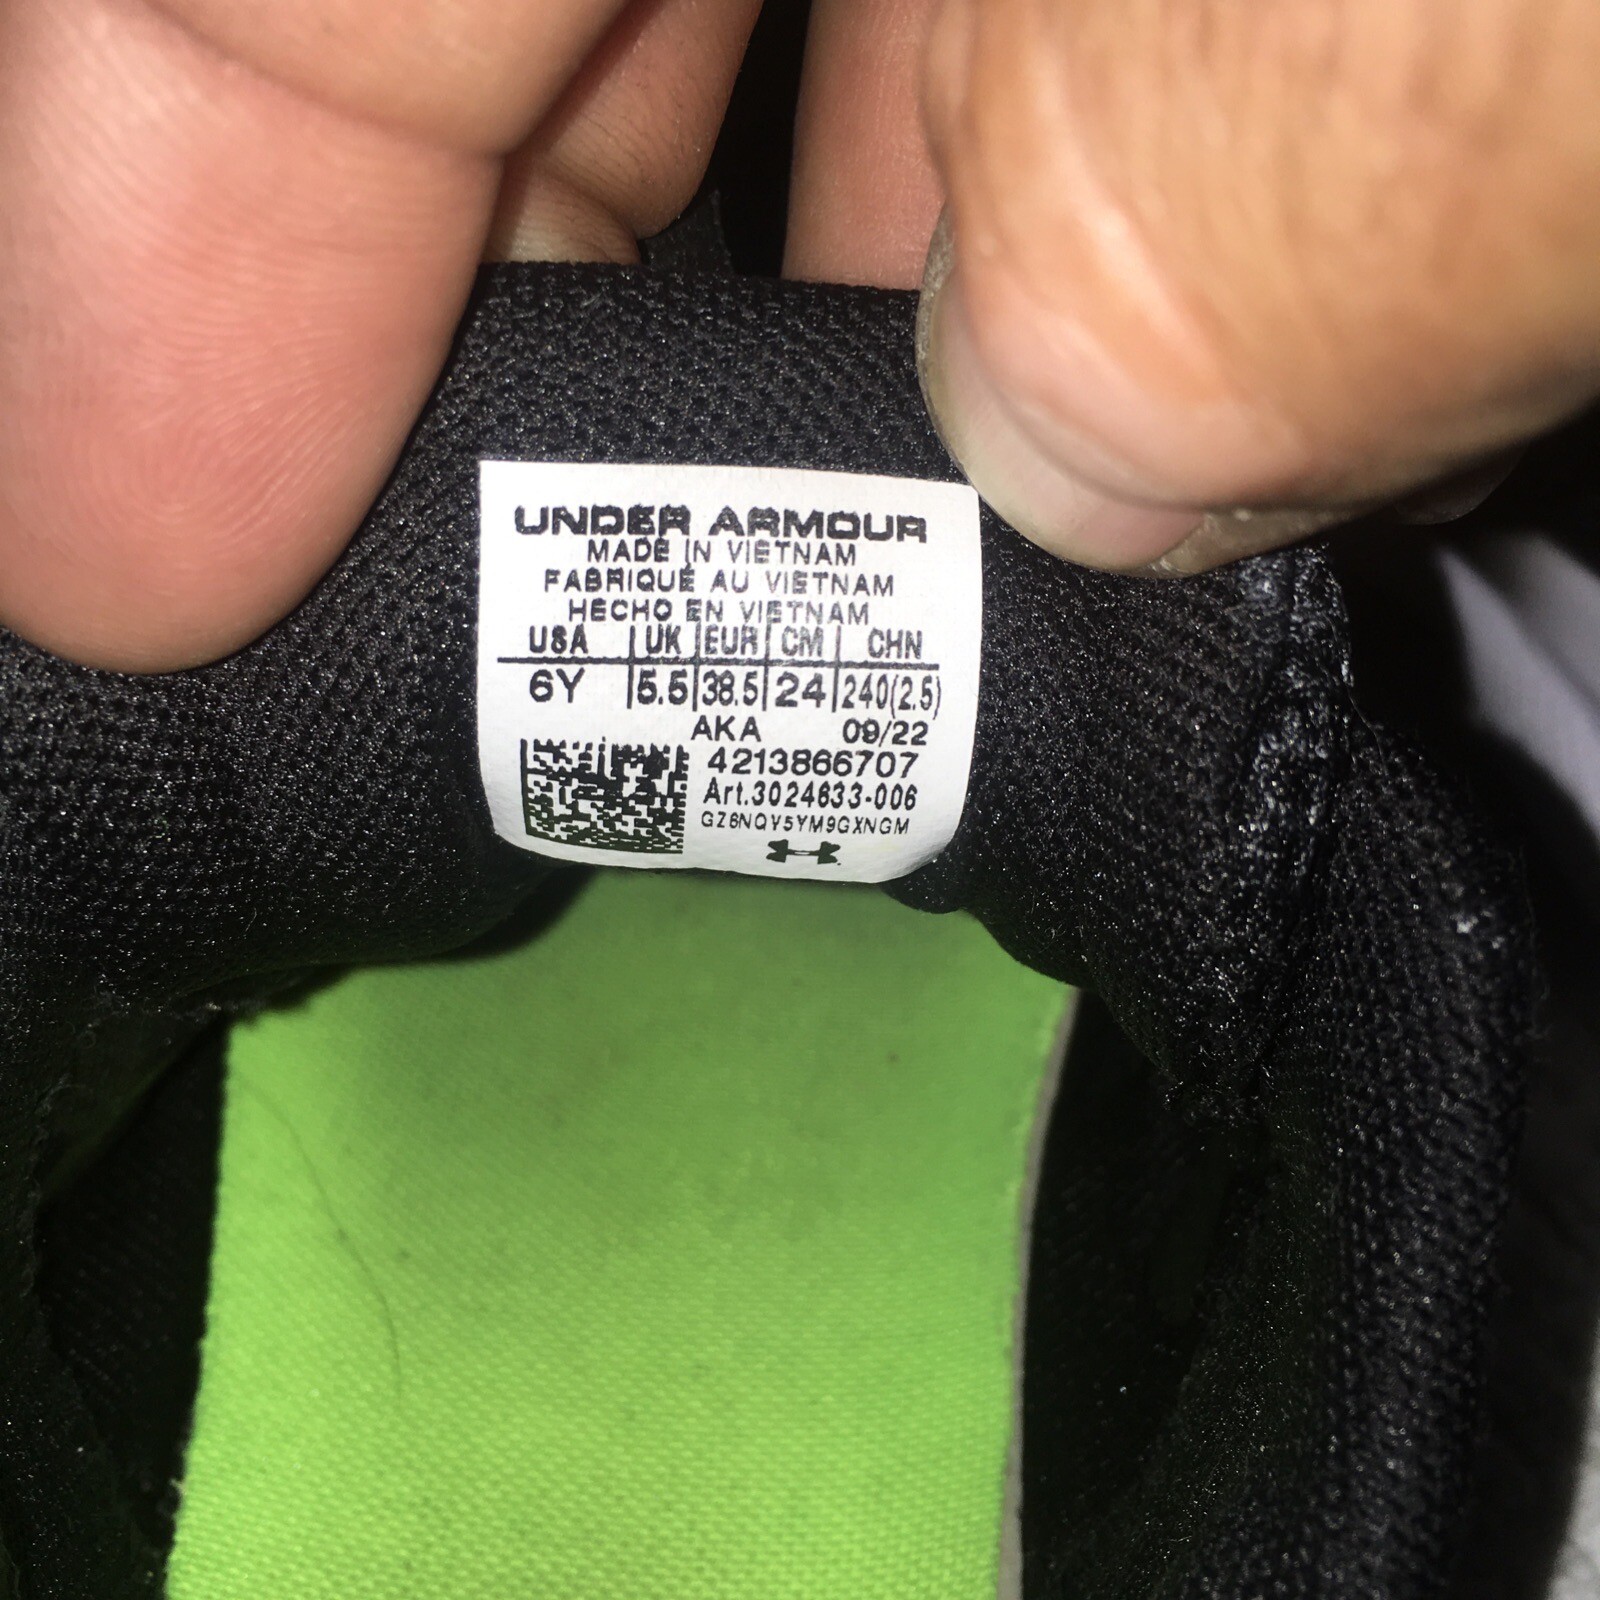 UNDER ARMOUR
MADE IN VIETNAM
FABRIQUÉ AU VIETNAM
HECHO EN VIETNAM
USA UK EUR CM CHN
6Y 5.5 38.5 24 240(2.5)
AKA 09/22
4213866707
Art.3024633-006
GZ6NQV5YM9GXNGM